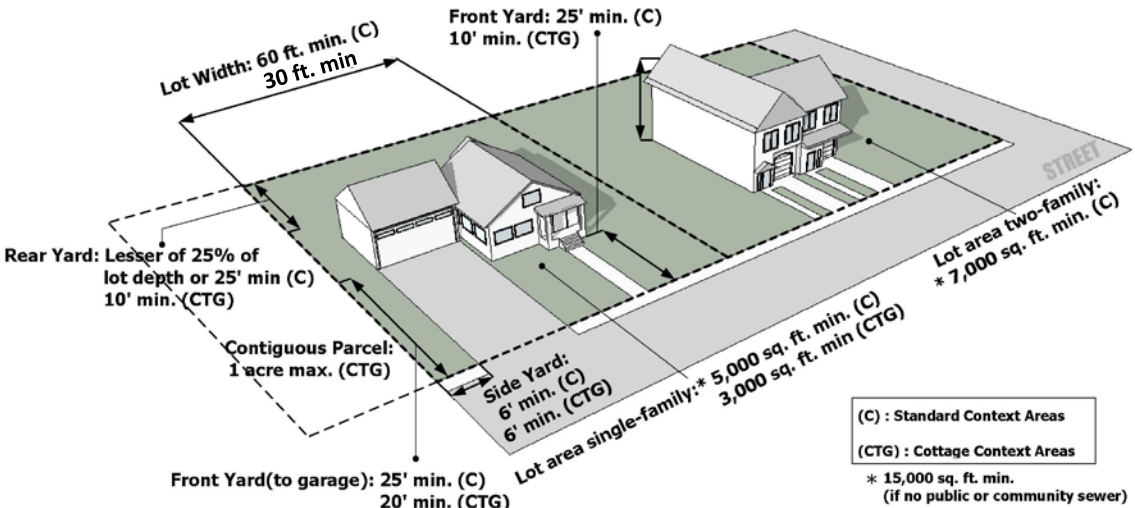 Front Yard: 25' min. (C)
10' min. (CTG)
Lot Width: 60 ft. min. (C)
30 ft. min
STREET
Lot area two-family:
* 7,000 sq. ft. min. (C)
Rear Yard: Lesser of 25% of
lot depth or 25' min (C)
10' min. (CTG)
Contiguous Parcel:
1 acre max. (CTG)
Side Yard:
6' min. (C)
6' min. (CTG)
Lot area single-family:* 5,000 sq. ft. min. (C)
3,000 sq. ft. min (CTG)
Front Yard(to garage): 25' min. (C)
20' min. (CTG)
(C) : Standard Context Areas
(CTG) : Cottage Context Areas
* 15,000 sq. ft. min.
(if no public or community sewer)